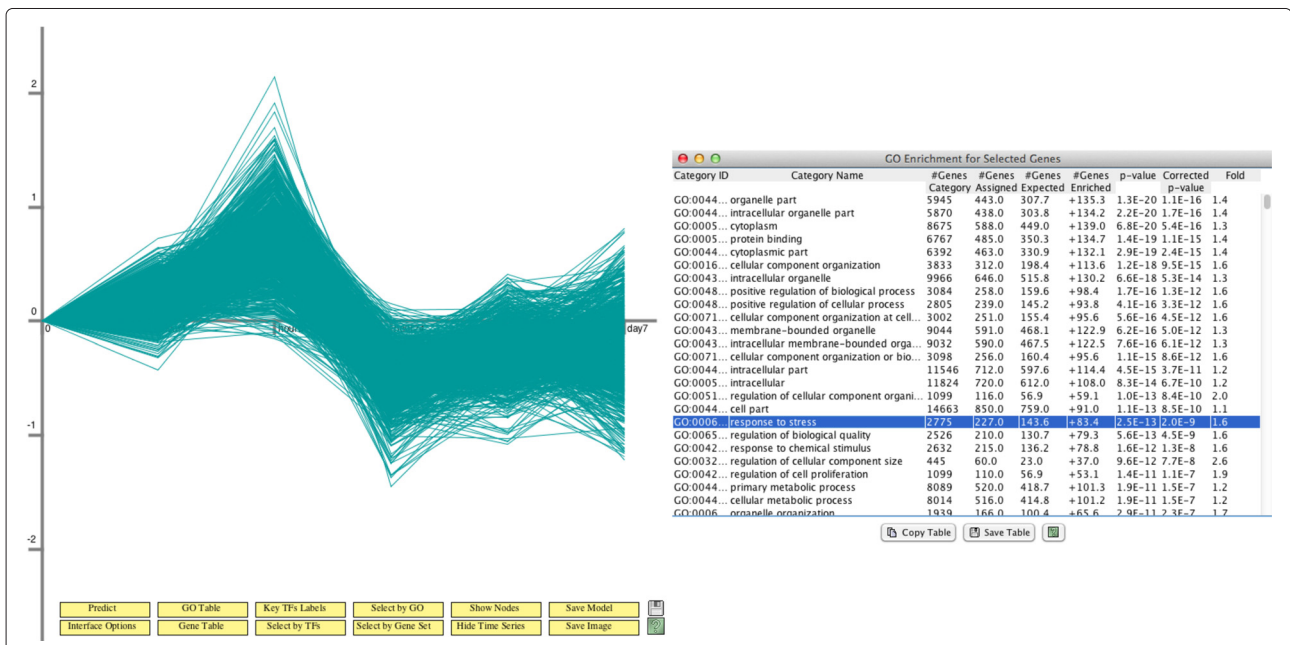 2
1
0
-1
-2
0
hour
day7
Predict
GO Table
Key TFs Labels
Select by GO
Show Nodes
Save Model
Interface Options
Gene Table
Select by TFs
Select by Gene Set
Hide Time Series
Save Image
GO Enrichment for Selected Genes
Category ID Category Name #Genes #Genes #Genes #Genes p-value Corrected Fold
Category Assigned Expected Enriched p-value
GO:0044... organelle part 5945 443.0 307.7 +135.3 1.3E-20 1.1E-16 1.4
GO:0044... intracellular organelle part 5870 438.0 303.8 +134.2 2.2E-20 1.7E-16 1.4
GO:0005... cytoplasm 8675 588.0 449.0 +139.0 6.8E-20 5.4E-16 1.3
GO:0005... protein binding 6767 485.0 350.3 +134.7 1.4E-19 1.1E-15 1.4
GO:0044... cytoplasmic part 6392 463.0 330.9 +132.1 2.9E-19 2.4E-15 1.4
GO:0016... cellular component organization 3833 312.0 198.4 +113.6 1.2E-18 9.5E-15 1.6
GO:0043... intracellular organelle 9966 646.0 515.8 +130.2 6.6E-18 5.3E-14 1.3
GO:0048... positive regulation of biological process 3084 258.0 159.6 +98.4 1.7E-16 1.3E-12 1.6
GO:0048... positive regulation of cellular process 2805 239.0 145.2 +93.8 4.1E-16 3.3E-12 1.6
GO:0071... cellular component organization at cell... 3002 251.0 155.4 +95.6 5.6E-16 4.5E-12 1.6
GO:0043... membrane-bounded organelle 9044 591.0 468.1 +122.9 6.2E-16 5.0E-12 1.3
GO:0043... intracellular membrane-bounded orga... 9032 590.0 467.5 +122.5 7.6E-16 6.1E-12 1.3
GO:0071... cellular component organization or bio... 3098 256.0 160.4 +95.6 1.1E-15 8.6E-12 1.6
GO:0044... intracellular part 11546 712.0 597.6 +114.4 4.5E-15 3.7E-11 1.2
GO:0005... intracellular 11824 720.0 612.0 +108.0 8.3E-14 6.7E-10 1.2
GO:0051... regulation of cellular component organi... 1099 116.0 56.9 +59.1 1.0E-13 8.4E-10 2.0
GO:0044... cell part 14663 850.0 759.0 +91.0 1.1E-13 8.5E-10 1.1
GO:0006... response to stress 2775 227.0 143.6 +83.4 2.5E-13 2.0E-9 1.6
GO:0065... regulation of biological quality 2526 210.0 130.7 +79.3 5.6E-13 4.5E-9 1.6
GO:0042... response to chemical stimulus 2632 215.0 136.2 +78.8 1.6E-12 1.3E-8 1.6
GO:0032... regulation of cellular component size 445 60.0 23.0 +37.0 9.6E-12 7.7E-8 2.6
GO:0042... regulation of cell proliferation 1099 110.0 56.9 +53.1 1.4E-11 1.1E-7 1.9
GO:0044... primary metabolic process 8089 520.0 418.7 +101.3 1.9E-11 1.5E-7 1.2
GO:0044... cellular metabolic process 8014 516.0 414.8 +101.2 1.9E-11 1.5E-7 1.2
GO:0006... organelle organization 1939 166.0 100.4 +65.6 2.9E-11 2.3E-7 1.7
Copy Table
Save Table